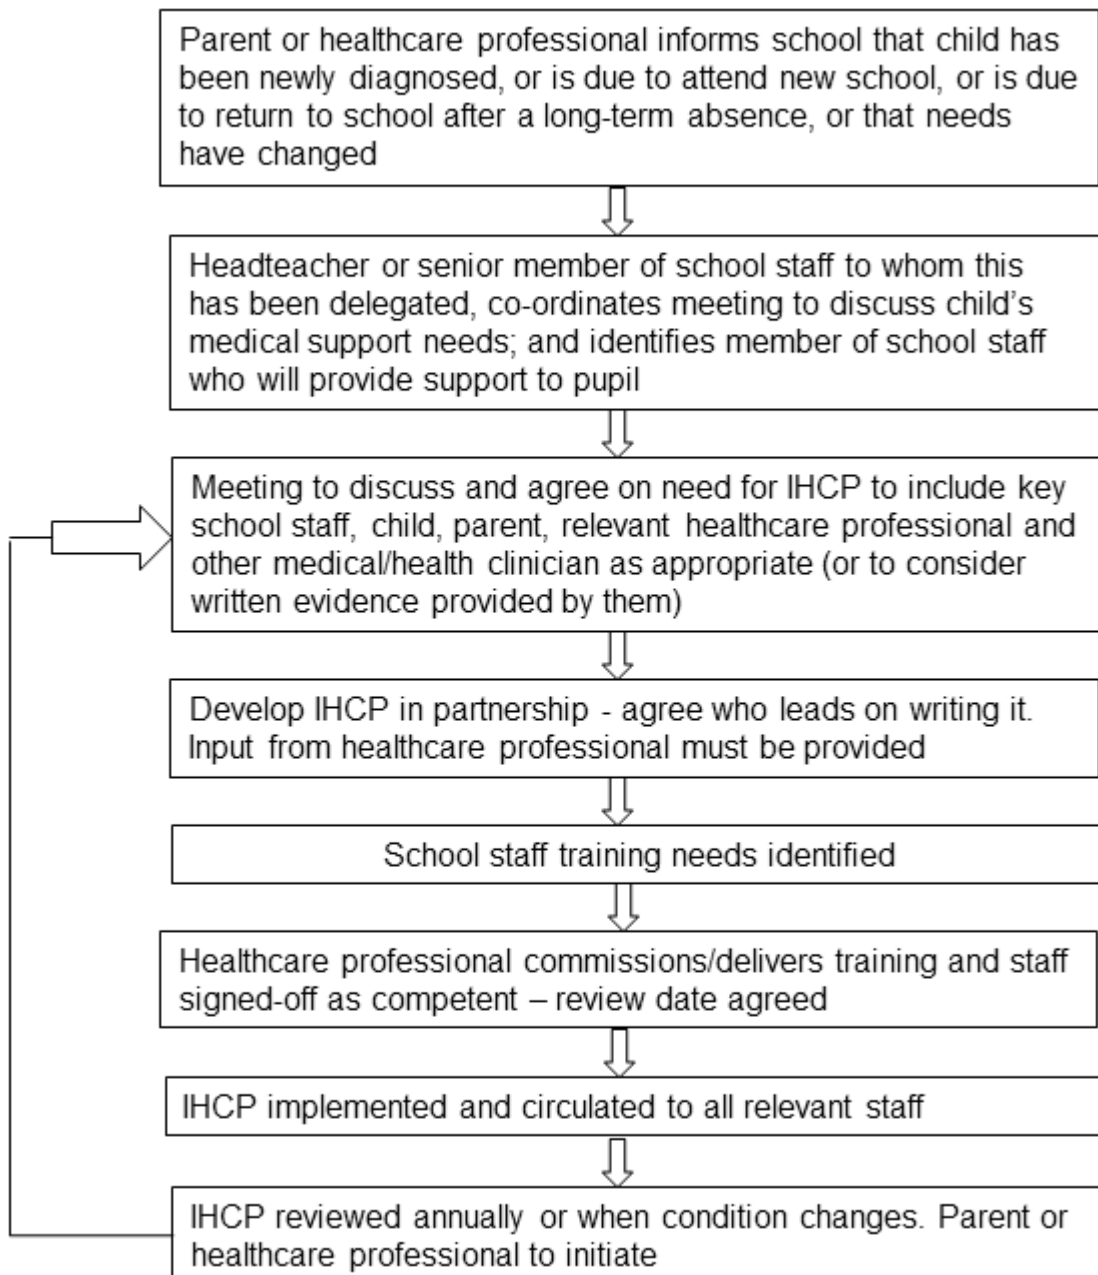 Parent or healthcare professional informs school that child has
been newly diagnosed, or is due to attend new school, or is due
to return to school after a long-term absence, or that needs
have changed
Headteacher or senior member of school staff to whom this
has been delegated, co-ordinates meeting to discuss child's
medical support needs; and identifies member of school staff
who will provide support to pupil
Meeting to discuss and agree on need for IHCP to include key
school staff, child, parent, relevant healthcare professional and
other medical/health clinician as appropriate (or to consider
written evidence provided by them)
Develop IHCP in partnership - agree who leads on writing it.
Input from healthcare professional must be provided
School staff training needs identified
Healthcare professional commissions/delivers training and staff
signed-off as competent – review date agreed
IHCP implemented and circulated to all relevant staff
IHCP reviewed annually or when condition changes. Parent or
healthcare professional to initiate